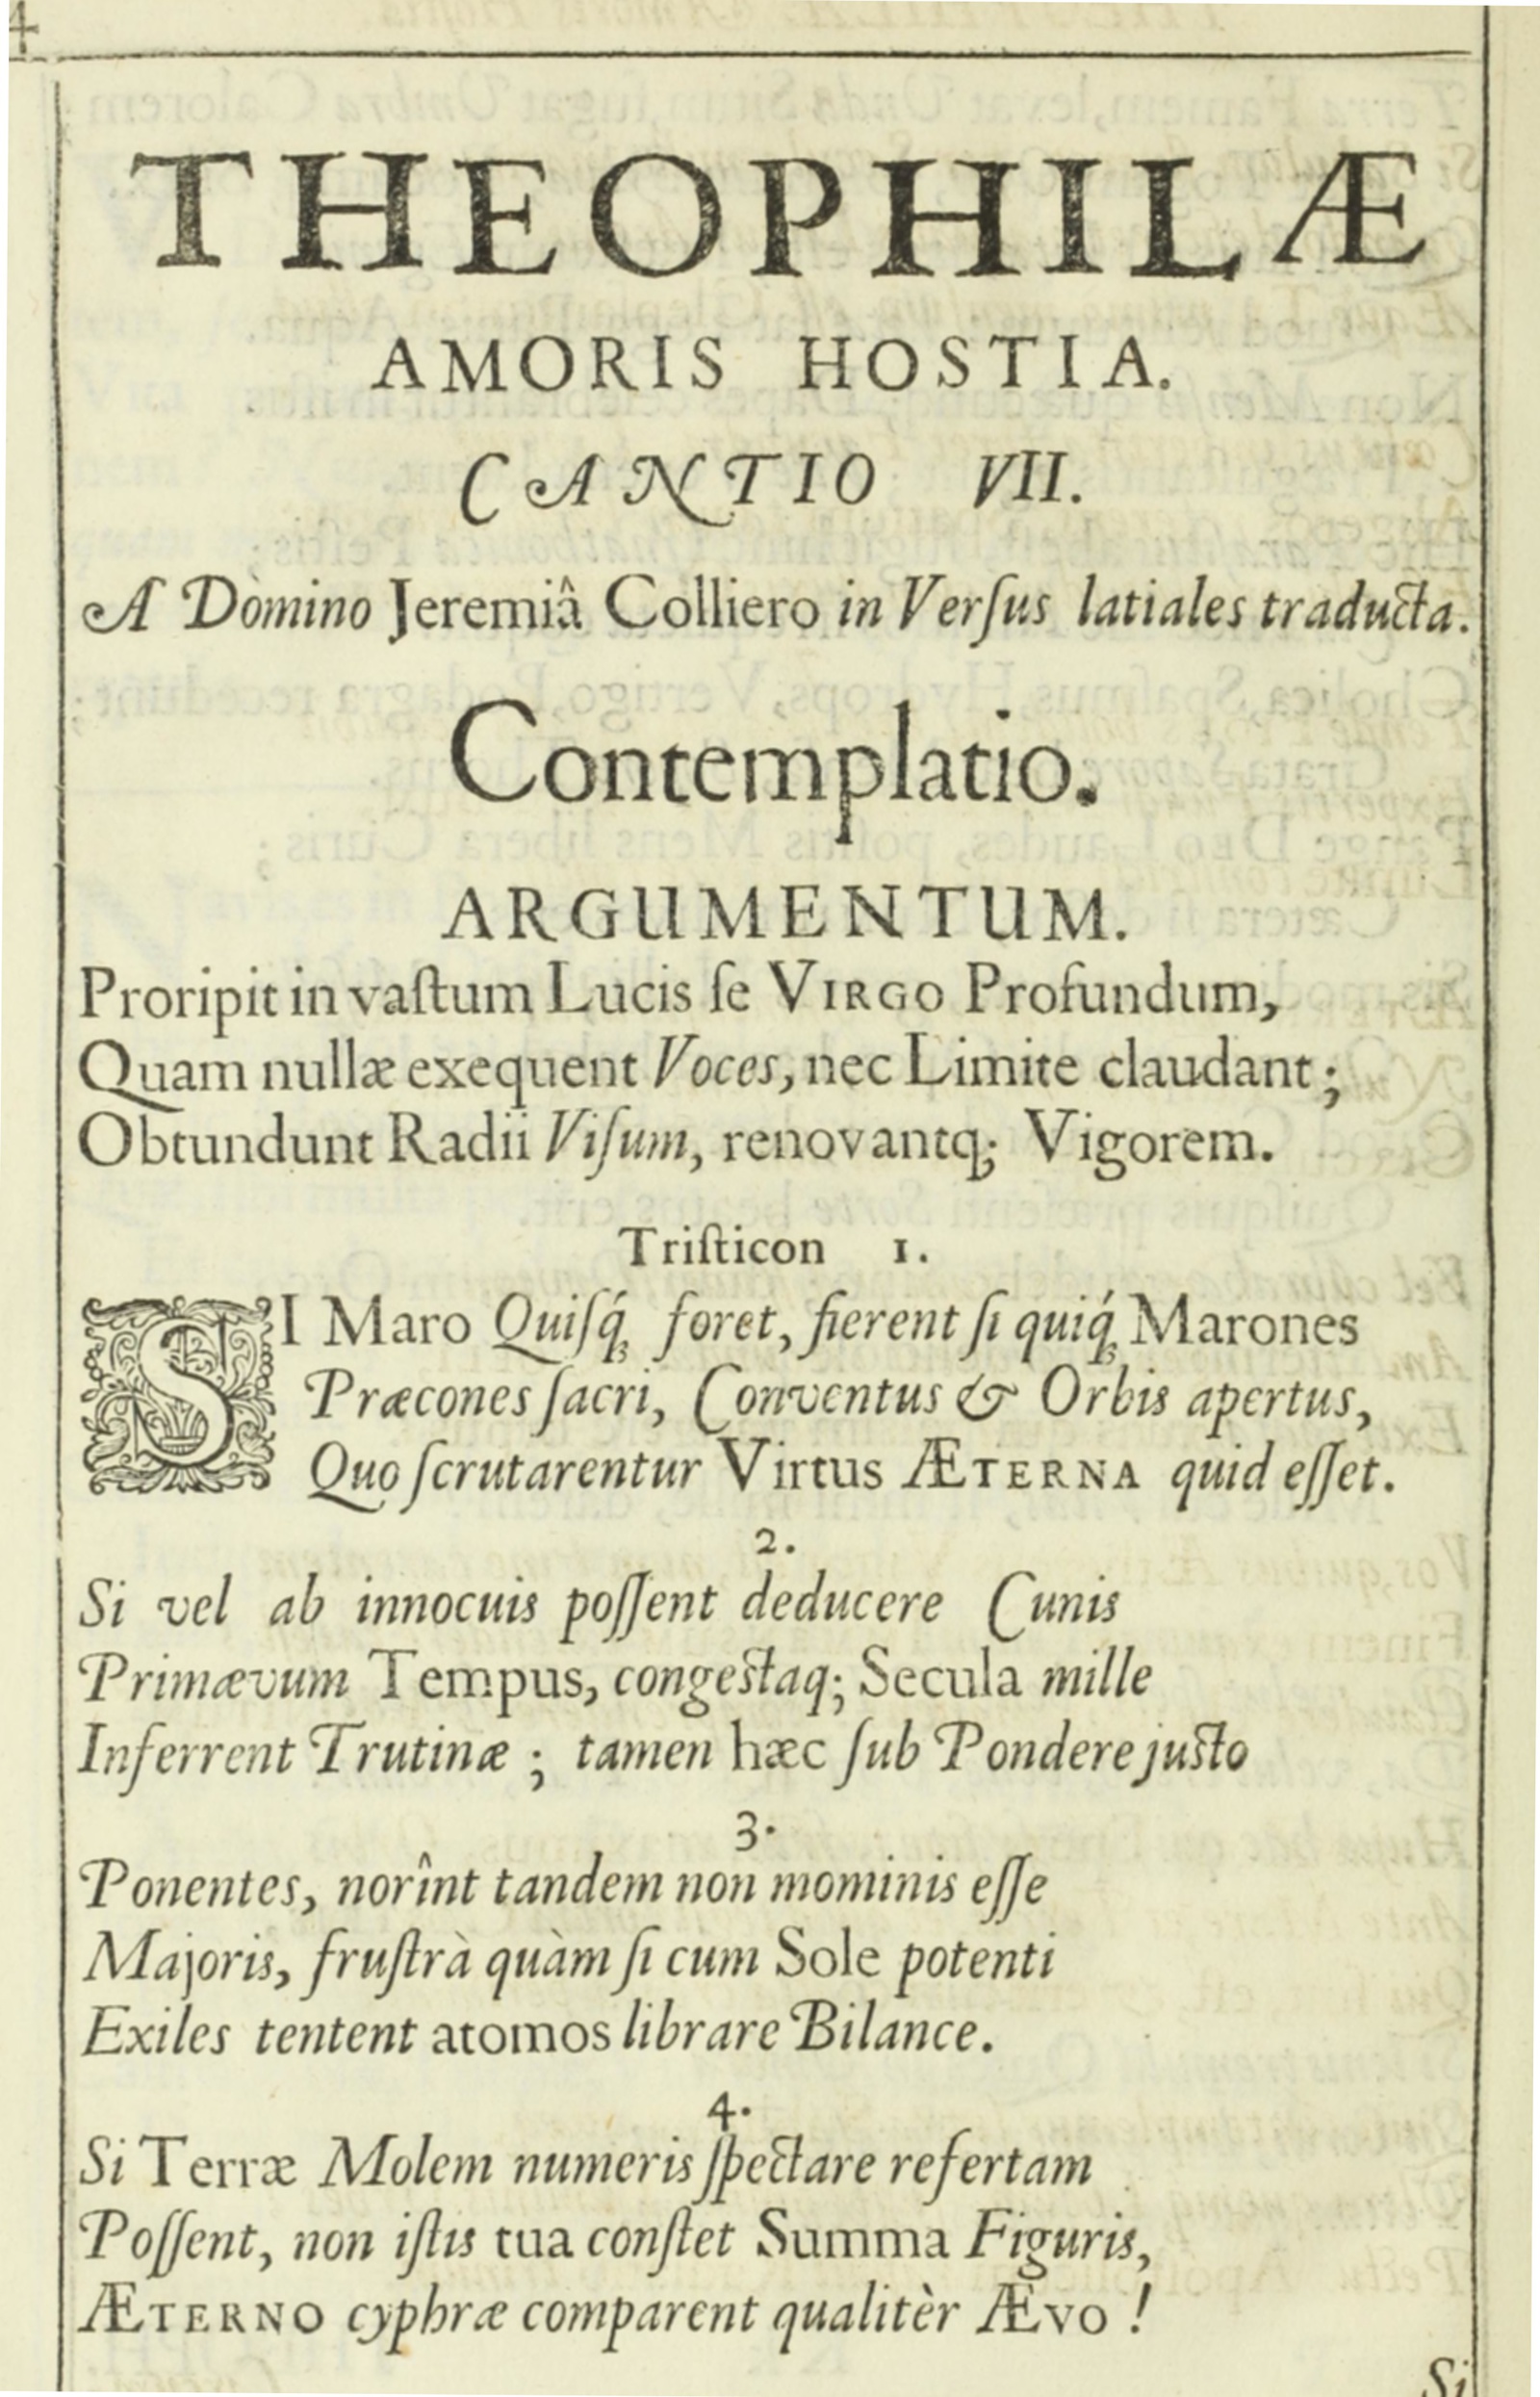 4
THEOPHILÆ
AMORIS HOSTIA.
CANTIO VII.
A Domino Jeremiâ Colliero in Verſus latiales traducta.
Contemplatio.
ARGUMENTUM.
Proripit in vaſtum Lucis ſe VIRGO Profundum,
Quam nullæ exequent Voces, nec Limite claudant;
Obtundunt Radii Viſum, renovantq; Vigorem.
Triſticon 1.
SI Maro Quiſq́; foret, fierent ſi quiq́; Marones
Præcones ſacri, Conventus & Orbis apertus,
Quo ſcrutarentur Virtus ÆTERNA quid eſſet.
2.
Si vel ab innocuis poſſent deducere Cunis
Primævum Tempus, congeſtaq; Secula mille
Inferrent Trutinæ; tamen hæc ſub Pondere juſto
3.
Ponentes, norînt tandem non mominis eſſe
Majoris, fruſtrà quàm ſi cum Sole potenti
Exiles tentent atomos librare Bilance.
4.
Si Terræ Molem numeris ſpectare refertam
Poſſent, non iſtis tua conſtet Summa Figuris,
ÆTERNO cyphræ comparent qualitèr ÆVO!
Si